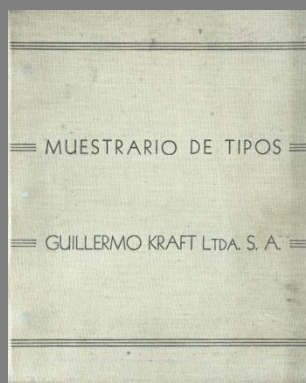 MUESTRARIO DE TIPOS
GUILLERMO KRAFT LTDA. S. A.